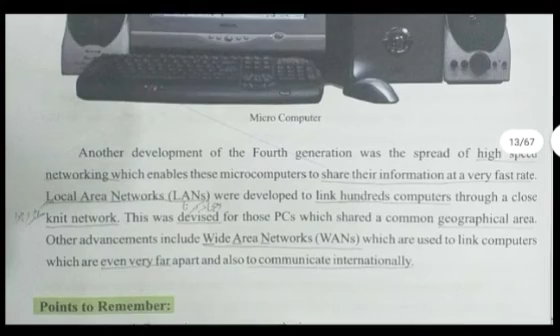 Micro Computer
13/67
Another development of the Fourth generation was the spread of high speed
networking which enables these microcomputers to share their information at a very fast rate.
Local Area Networks (LANs) were developed to link hundreds computers through a close
knit network. This was devised for those PCs which shared a common geographical area.
Other advancements include Wide Area Networks (WANs) which are used to link computers
which are even very far apart and also to communicate internationally.
Points to Remember: